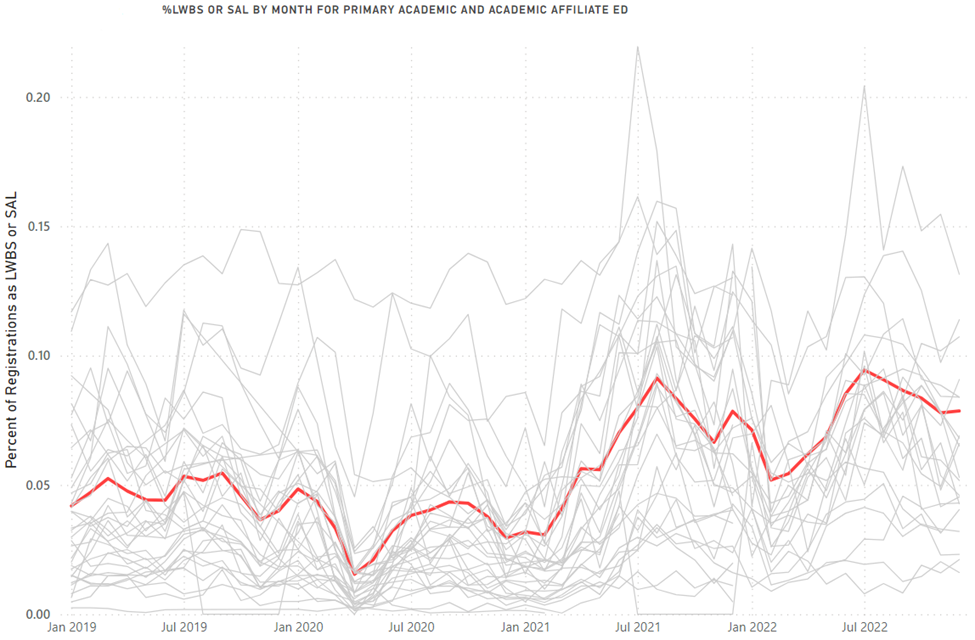 %LWBS OR SAL BY MONTH FOR PRIMARY ACADEMIC AND ACADEMIC AFFILIATE ED
Percent of Registrations as LWBS or SAL
0.20
0.15
0.10
0.05
0.00
Jan 2019 Jul 2019 Jan 2020 Jul 2020 Jan 2021 Jul 2021 Jan 2022 Jul 2022